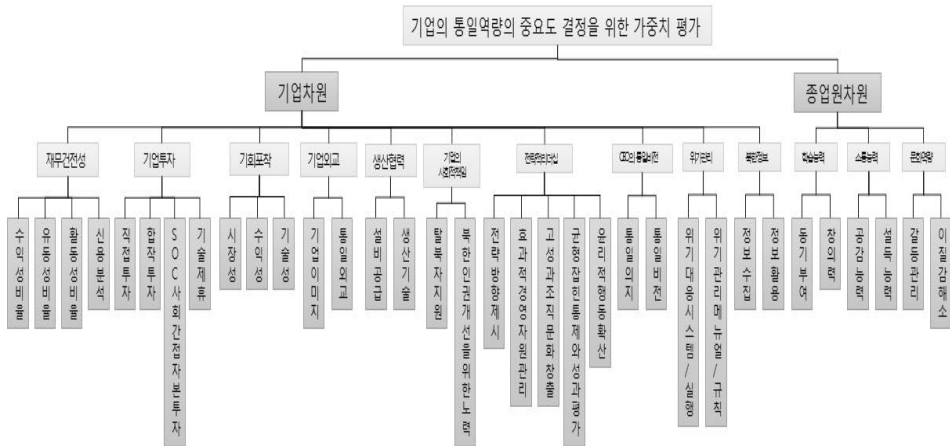 기업의 통일역량의 중요도 결정을 위한 가중치 평가
기업차원
종업원차원
재무건전성
기업투자
기회포착
기업외교
생산협력
기업의
사회적책임
전략적리더십
CEO의 통일비전
위기관리
북한정보
학습능력
소통능력
문화역량
수익성비율
유동성비율
활동성비율
신용분석
직접투자
합작투자
SOC사회간접자본투자
기술제휴
시장성
수익성
기술성
기업이미지
통일외교
설비공급
생산기술
탈북자지원
북한인권개선을위한노력
전략방향제시
효과적경영자원관리
고성과조직문화창출
균형잡힌통제와성과평가
윤리적행동확산
통일의지
통일비전
위기대응시스템/실행
위기관리메뉴얼/규칙
정보수집
정보활용
동기부여
창의력
공감능력
설득능력
갈등관리
이질감해소